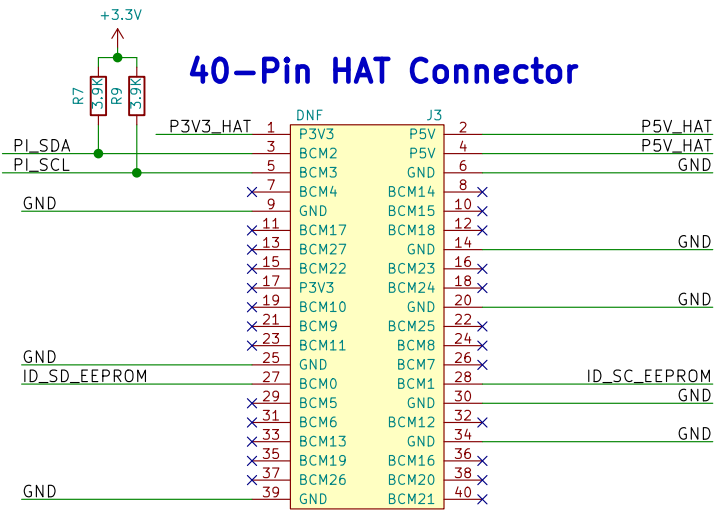 +3.3V
40-Pin HAT Connector
R7 3.9K R9 3.9K
DNF J3
P3V3_HAT 1 P3V3 P5V 2 P5V_HAT
PI_SDA 3 BCM2 P5V 4 P5V_HAT
PI_SCL 5 BCM3 GND 6 GND
7 BCM4 BCM14 8
GND 9 GND BCM15 10
11 BCM17 BCM18 12
13 BCM27 GND 14 GND
15 BCM22 BCM23 16
17 P3V3 BCM24 18
19 BCM10 GND 20 GND
21 BCM9 BCM25 22
23 BCM11 BCM8 24
GND 25 GND BCM7 26
ID_SD_EEPROM 27 BCM0 BCM1 28 ID_SC_EEPROM
29 BCM5 GND 30 GND
31 BCM6 BCM12 32
33 BCM13 GND 34 GND
35 BCM19 BCM16 36
37 BCM26 BCM20 38
GND 39 GND BCM21 40